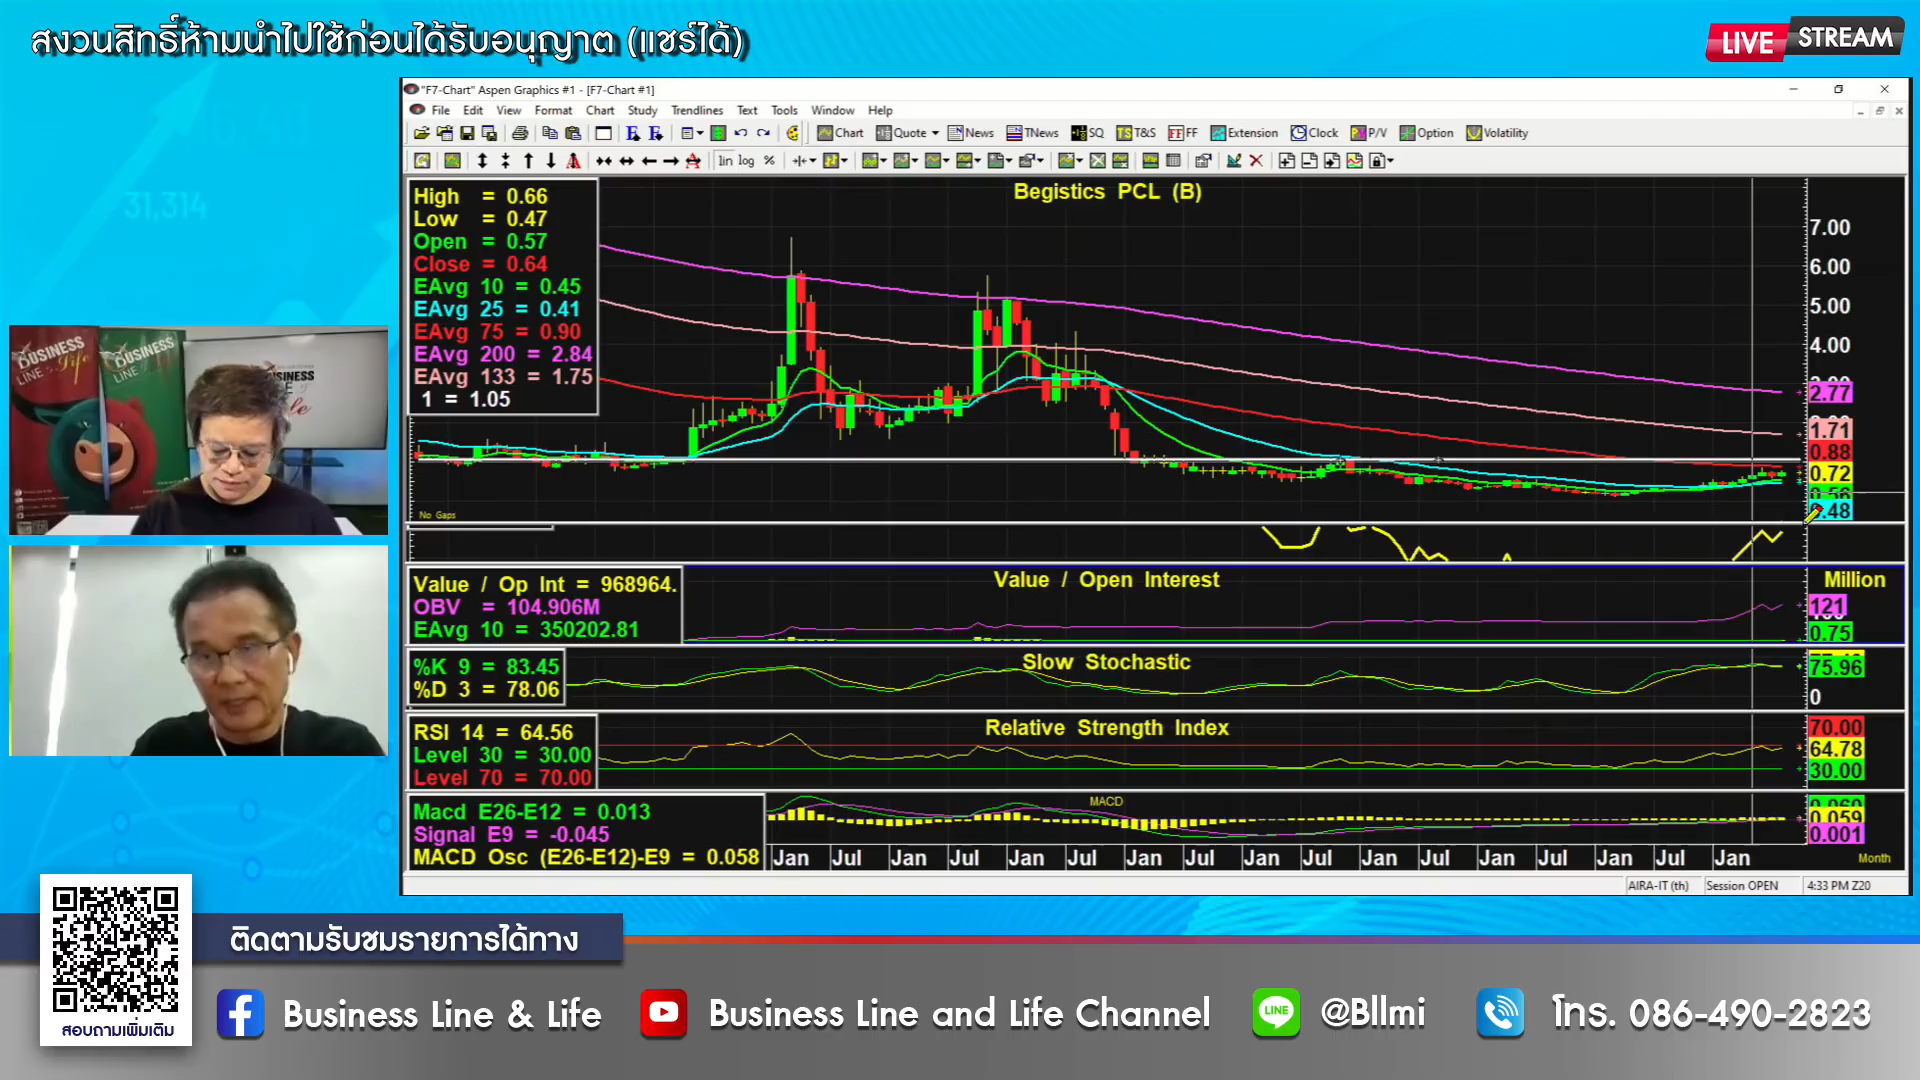 สงวนสิทธิ์ห้ามนำไปใช้ก่อนได้รับอนุญาต (แชร์ได้)
LIVE STREAM
"F7-Chart" Aspen Graphics #1 - [F7-Chart #1]
File Edit View Format Chart Study Trendlines Text Tools Window Help
Chart Quote News TNews SQ T&S FF Extension Clock P/V Option Volatility
lin log %
Begistics PCL (B)
High = 0.66
Low = 0.47
Open = 0.57
Close = 0.64
EAvg 10 = 0.45
EAvg 25 = 0.41
EAvg 75 = 0.90
EAvg 200 = 2.84
EAvg 133 = 1.75
1 = 1.05
7.00
6.00
5.00
4.00
2.77
1.71
0.88
0.72
No Gaps
Value / Op Int = 968964.
OBV = 104.906M
EAvg 10 = 350202.81
Value / Open Interest
Million
121
0.75
%K 9 = 83.45
%D 3 = 78.06
Slow Stochastic
75.96
0
RSI 14 = 64.56
Level 30 = 30.00
Level 70 = 70.00
Relative Strength Index
70.00
64.78
30.00
Macd E26-E12 = 0.013
Signal E9 = -0.045
MACD Osc (E26-E12)-E9 = 0.058
MACD
0.059
0.001
Jan Jul Jan Jul Jan Jul Jan Jul Jan Jul Jan Jul Jan Jul Jan Jul Jan
Month
AIRA-IT (th) Session OPEN 4:33 PM Z20
BUSINESS
LINE & Life
BUSINESS
LINE
BUSINESS
สอบถามเพิ่มเติม
ติดตามรับชมรายการได้ทาง
Business Line & Life
Business Line and Life Channel
LINE
@Bllmi
โทร. 086-490-2823